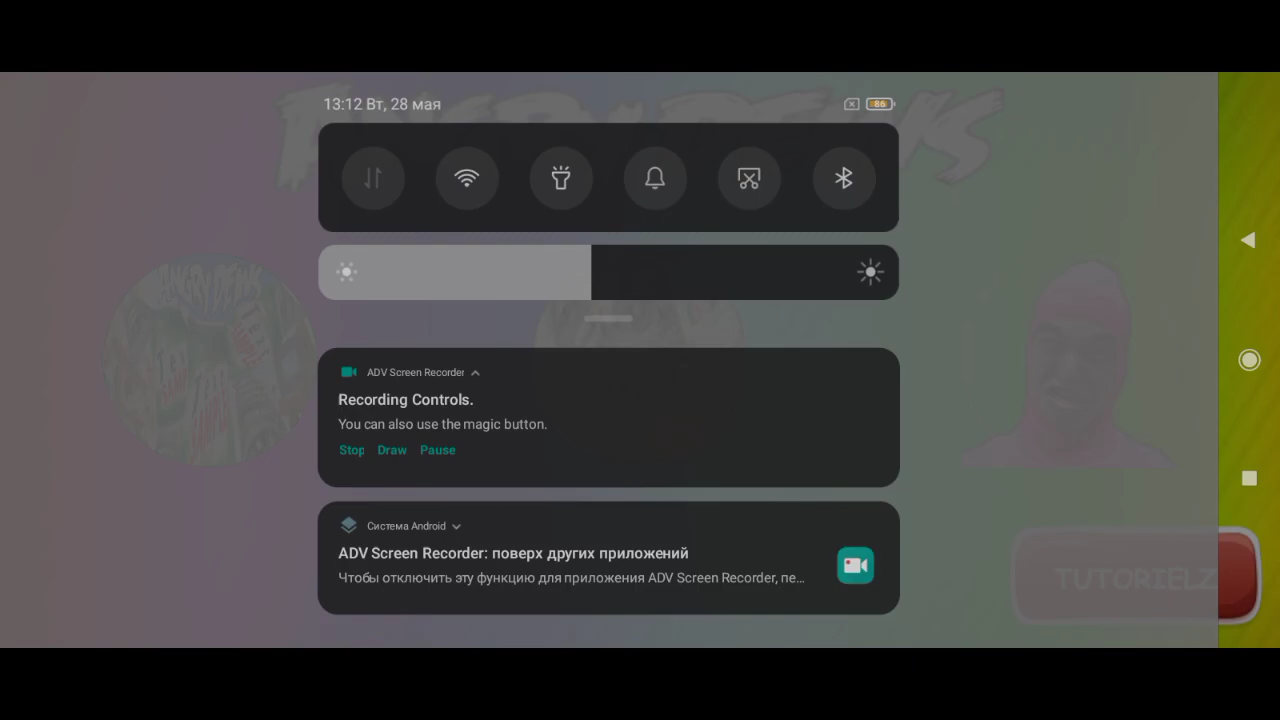 13:12 Вт, 28 мая
86
ADV Screen Recorder
Recording Controls.
You can also use the magic button.
Stop Draw Pause
Система Android
ADV Screen Recorder: поверх других приложений
Чтобы отключить эту функцию для приложения ADV Screen Recorder, пе...
TUTORIELZ